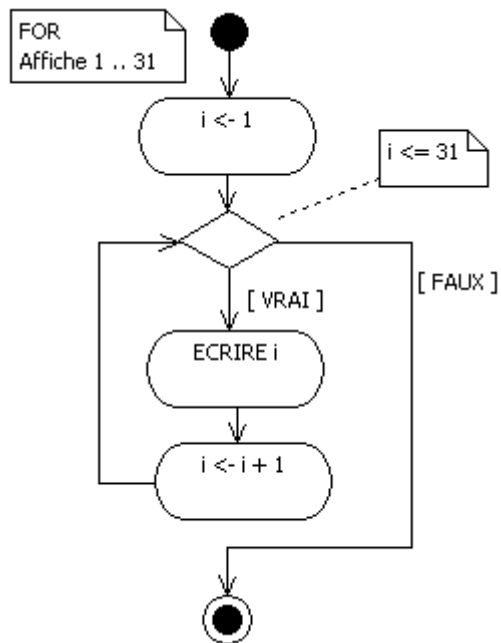 FOR
Affiche 1 .. 31
i <- 1
i <= 31
[ FAUX ]
[ VRAI ]
ECRIRE i
i <- i + 1